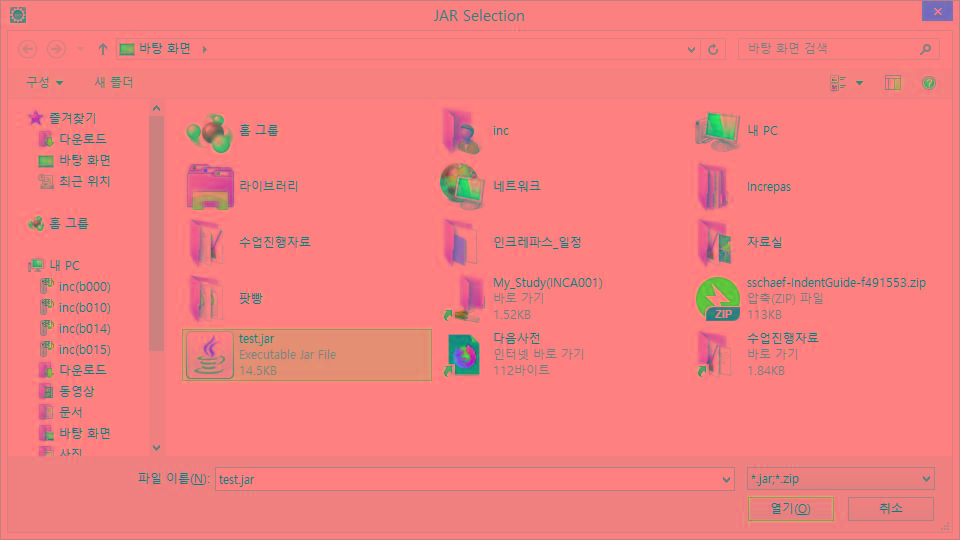 JAR Selection
바탕 화면
바탕 화면 검색
구성
새 폴더
즐겨찾기
다운로드
바탕 화면
최근 위치
홈 그룹
내 PC
inc(b000)
inc(b010)
inc(b014)
inc(b015)
다운로드
동영상
문서
바탕 화면
사진
홈 그룹
inc
내 PC
라이브러리
네트워크
Increpas
수업진행자료
인크레파스_일정
자료실
팟빵
My_Study(INCA001)
바로 가기
1.52KB
sschaef-IndentGuide-f491553.zip
압축(ZIP) 파일
113KB
ZIP
test.jar
Executable Jar File
14.5KB
다음사전
인터넷 바로 가기
112바이트
수업진행자료
바로 가기
1.84KB
파일 이름(N):
test.jar
*.jar;*.zip
열기(O)
취소